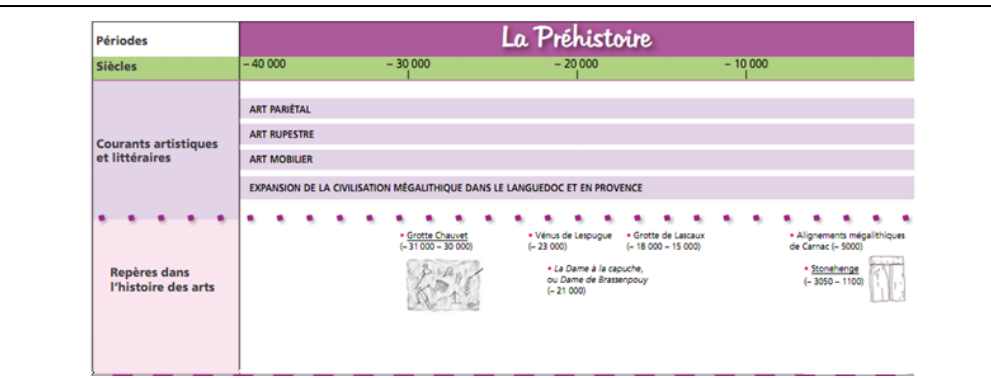 Périodes
La Préhistoire
Siècles
– 40 000
– 30 000
– 20 000
– 10 000
Courants artistiques
et littéraires
ART PARIÉTAL
ART RUPESTRE
ART MOBILIER
EXPANSION DE LA CIVILISATION MÉGALITHIQUE DANS LE LANGUEDOC ET EN PROVENCE
Repères dans
l'histoire des arts
• Grotte Chauvet
(– 31 000 – 30 000)
• Vénus de Lespugue
(– 23 000)
• La Dame à la capuche,
ou Dame de Brassenpouy
(– 21 000)
• Grotte de Lascaux
(– 18 000 – 15 000)
• Alignements mégalithiques
de Carnac (– 5000)
• Stonehenge
(– 3050 – 1100)